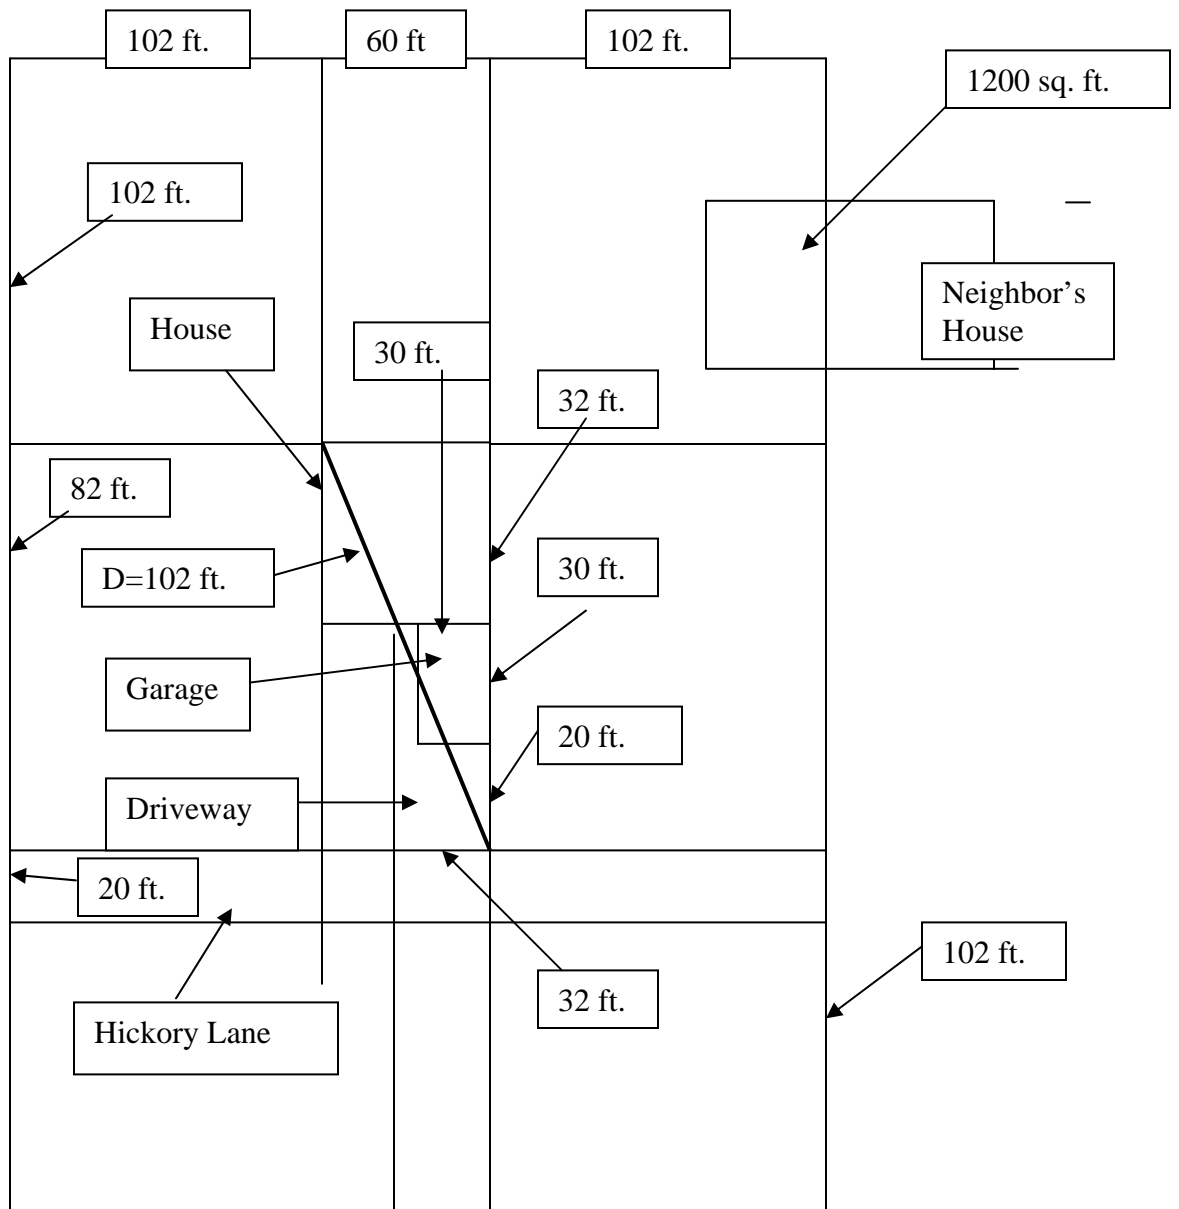 102 ft.
60 ft
102 ft.
1200 sq. ft.
102 ft.
Neighbor’s
House
House
30 ft.
32 ft.
82 ft.
D=102 ft.
30 ft.
Garage
20 ft.
Driveway
20 ft.
102 ft.
32 ft.
Hickory Lane